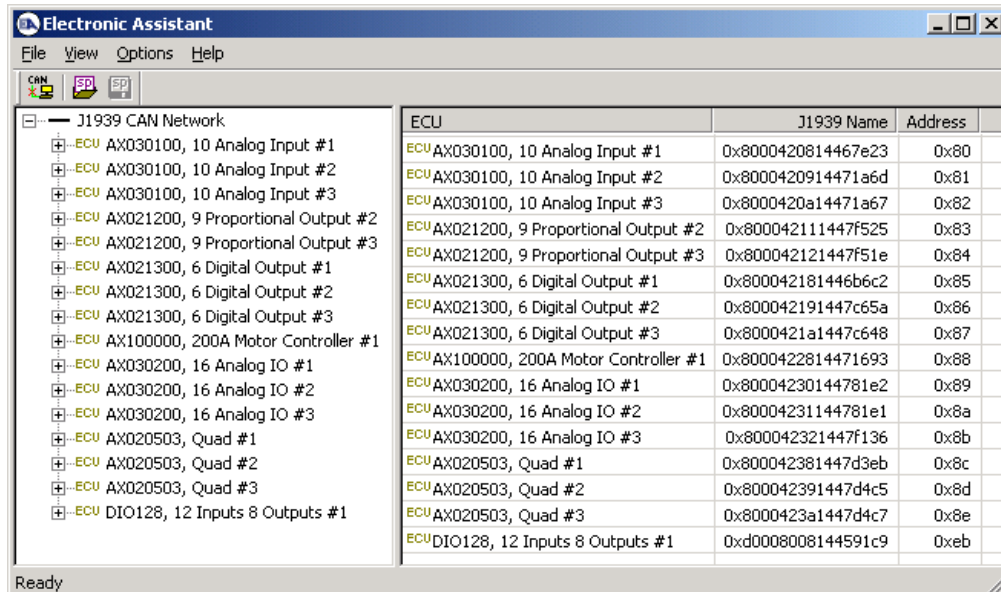 EA Electronic Assistant
File View Options Help
CAN SP SP
J1939 CAN Network
ECU AX030100, 10 Analog Input #1
ECU AX030100, 10 Analog Input #2
ECU AX030100, 10 Analog Input #3
ECU AX021200, 9 Proportional Output #2
ECU AX021200, 9 Proportional Output #3
ECU AX021300, 6 Digital Output #1
ECU AX021300, 6 Digital Output #2
ECU AX021300, 6 Digital Output #3
ECU AX100000, 200A Motor Controller #1
ECU AX030200, 16 Analog IO #1
ECU AX030200, 16 Analog IO #2
ECU AX030200, 16 Analog IO #3
ECU AX020503, Quad #1
ECU AX020503, Quad #2
ECU AX020503, Quad #3
ECU DIO128, 12 Inputs 8 Outputs #1
ECU J1939 Name Address
ECU AX030100, 10 Analog Input #1 0x8000420814467e23 0x80
ECU AX030100, 10 Analog Input #2 0x8000420914471a6d 0x81
ECU AX030100, 10 Analog Input #3 0x8000420a14471a67 0x82
ECU AX021200, 9 Proportional Output #2 0x800042111447f525 0x83
ECU AX021200, 9 Proportional Output #3 0x800042121447f51e 0x84
ECU AX021300, 6 Digital Output #1 0x800042181446b6c2 0x85
ECU AX021300, 6 Digital Output #2 0x800042191447c65a 0x86
ECU AX021300, 6 Digital Output #3 0x8000421a1447c648 0x87
ECU AX100000, 200A Motor Controller #1 0x8000422814471693 0x88
ECU AX030200, 16 Analog IO #1 0x80004230144781e2 0x89
ECU AX030200, 16 Analog IO #2 0x80004231144781e1 0x8a
ECU AX030200, 16 Analog IO #3 0x800042321447f136 0x8b
ECU AX020503, Quad #1 0x800042381447d3eb 0x8c
ECU AX020503, Quad #2 0x800042391447d4c5 0x8d
ECU AX020503, Quad #3 0x8000423a1447d4c7 0x8e
ECU DIO128, 12 Inputs 8 Outputs #1 0xd0008008144591c9 0xeb
Ready